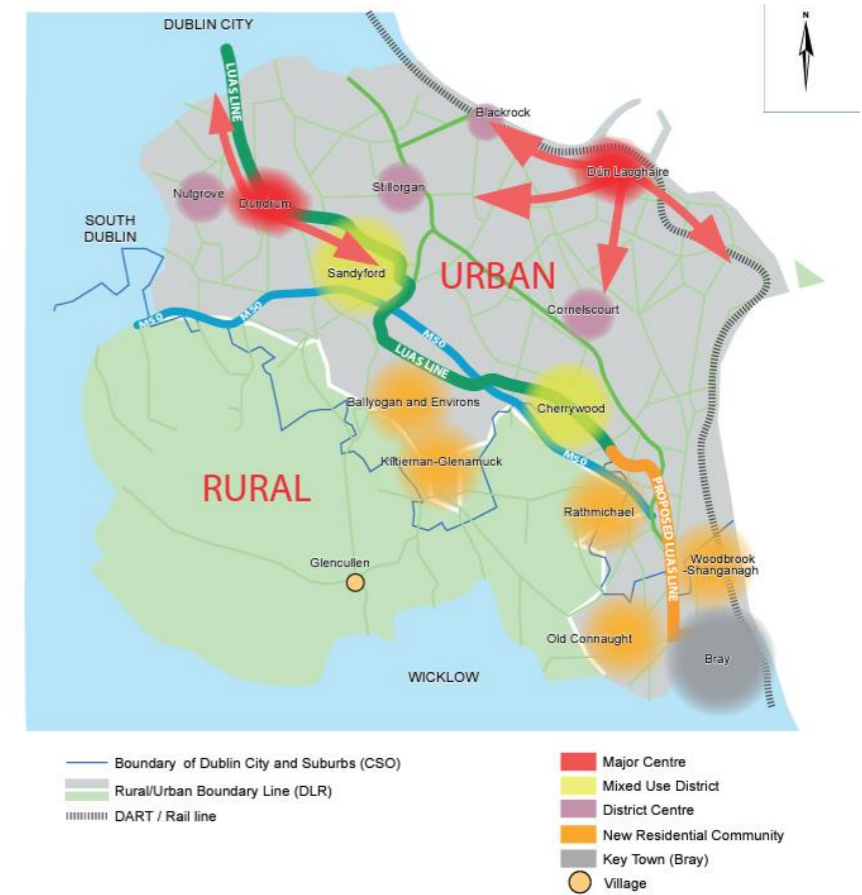 DUBLIN CITY
N
LUAS LINE
Blackrock
Dún Laoghaire
Nutgrove
Dundrum
Stillorgan
SOUTH
DUBLIN
Sandyford
URBAN
Cornelscourt
M50
M50
M50
LUAS LINE
Ballyogan and Environs
Cherrywood
Kiltiernan-Glenamuck
M50
RURAL
Rathmichael
PROPOSED LUAS LINE
Woodbrook
-Shanganagh
Glencullen
Old Connaught
Bray
WICKLOW
Boundary of Dublin City and Suburbs (CSO)
Rural/Urban Boundary Line (DLR)
DART / Rail line
Major Centre
Mixed Use District
District Centre
New Residential Community
Key Town (Bray)
Village